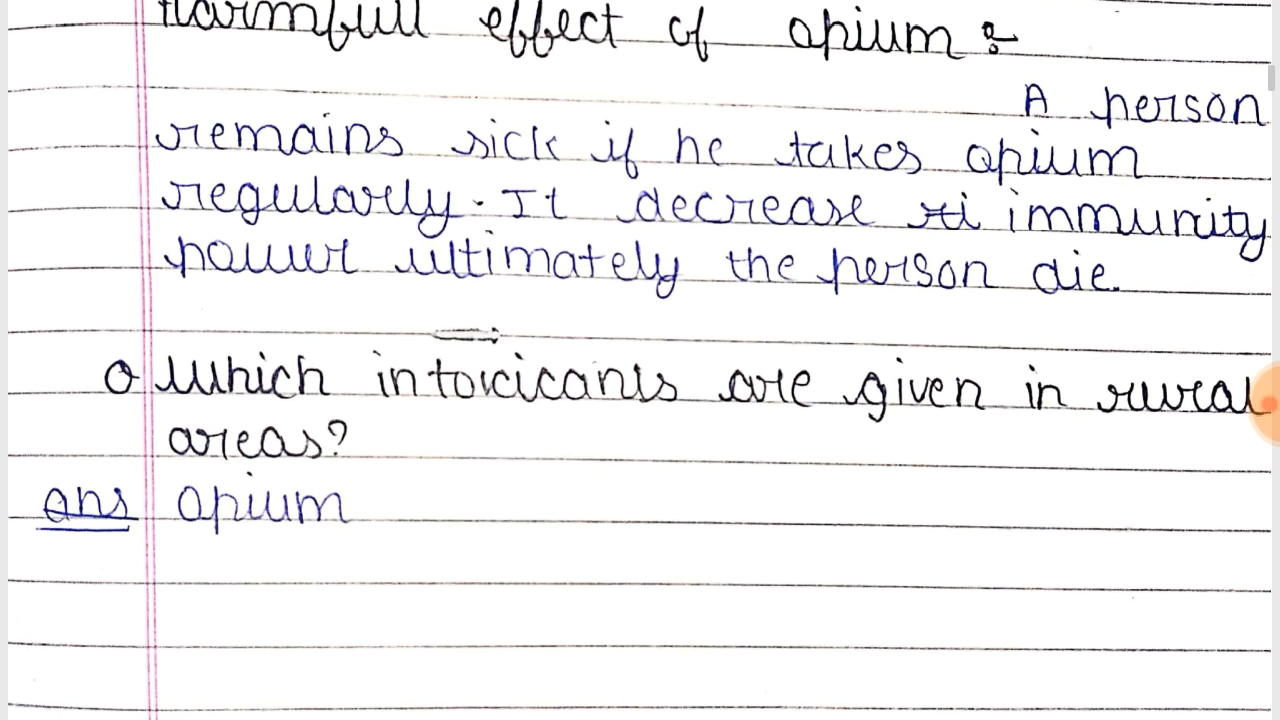 Harmfull effect of opium :-
A person
remains sick if he takes opium
regularly. It decrease immunity
power ultimately the person die.
Q Which intoxicants are given in rural
areas?
Ans Opium